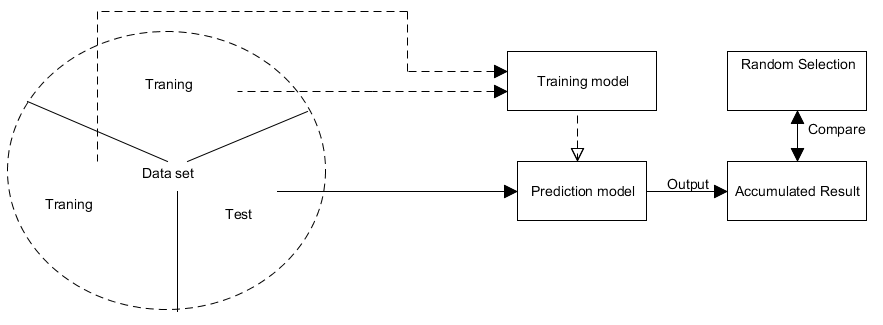 Traning
Training model
Random Selection
Compare
Data set
Traning
Test
Prediction model
Output
Accumulated Result